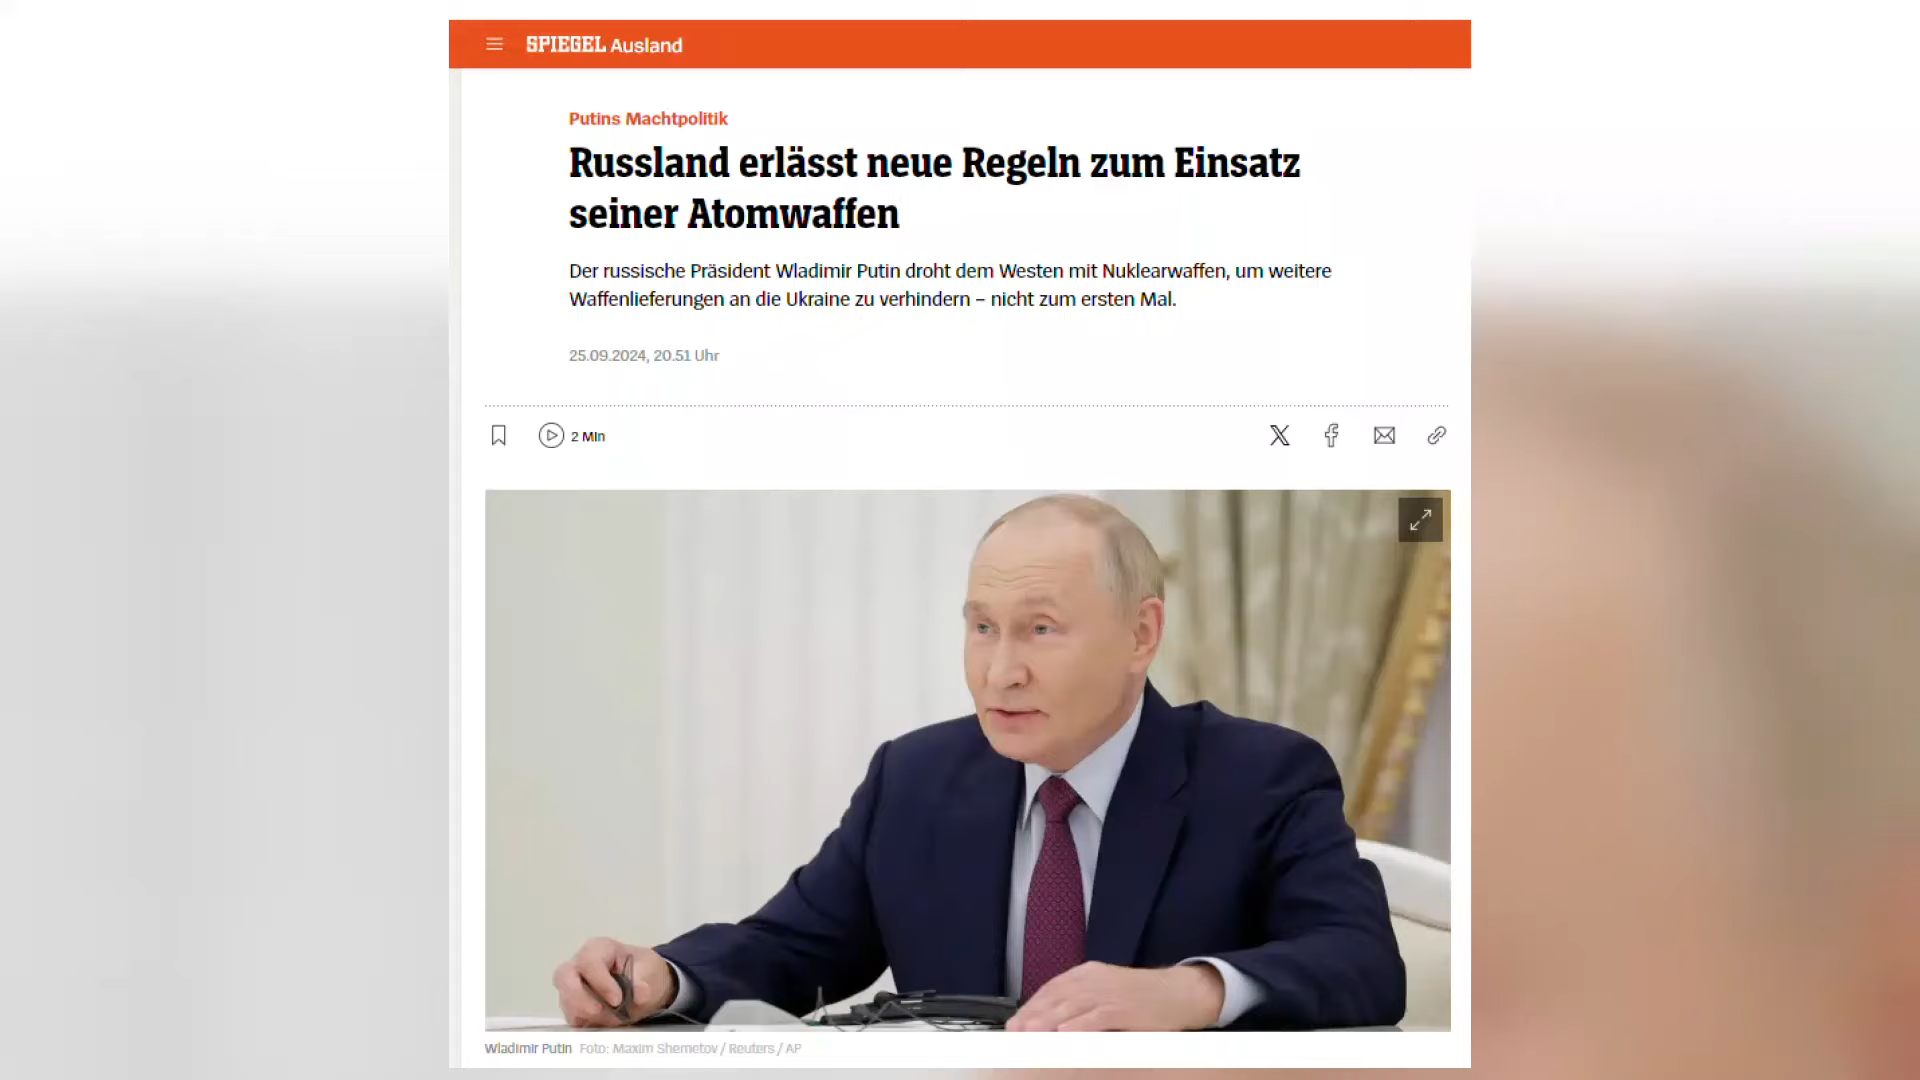 SPIEGEL Ausland
Putins Machtpolitik
Russland erlässt neue Regeln zum Einsatz
seiner Atomwaffen
Der russische Präsident Wladimir Putin droht dem Westen mit Nuklearwaffen, um weitere
Waffenlieferungen an die Ukraine zu verhindern – nicht zum ersten Mal.
25.09.2024, 20.51 Uhr
2 Min
Wladimir Putin Foto: Maxim Shemetov / Reuters / AP